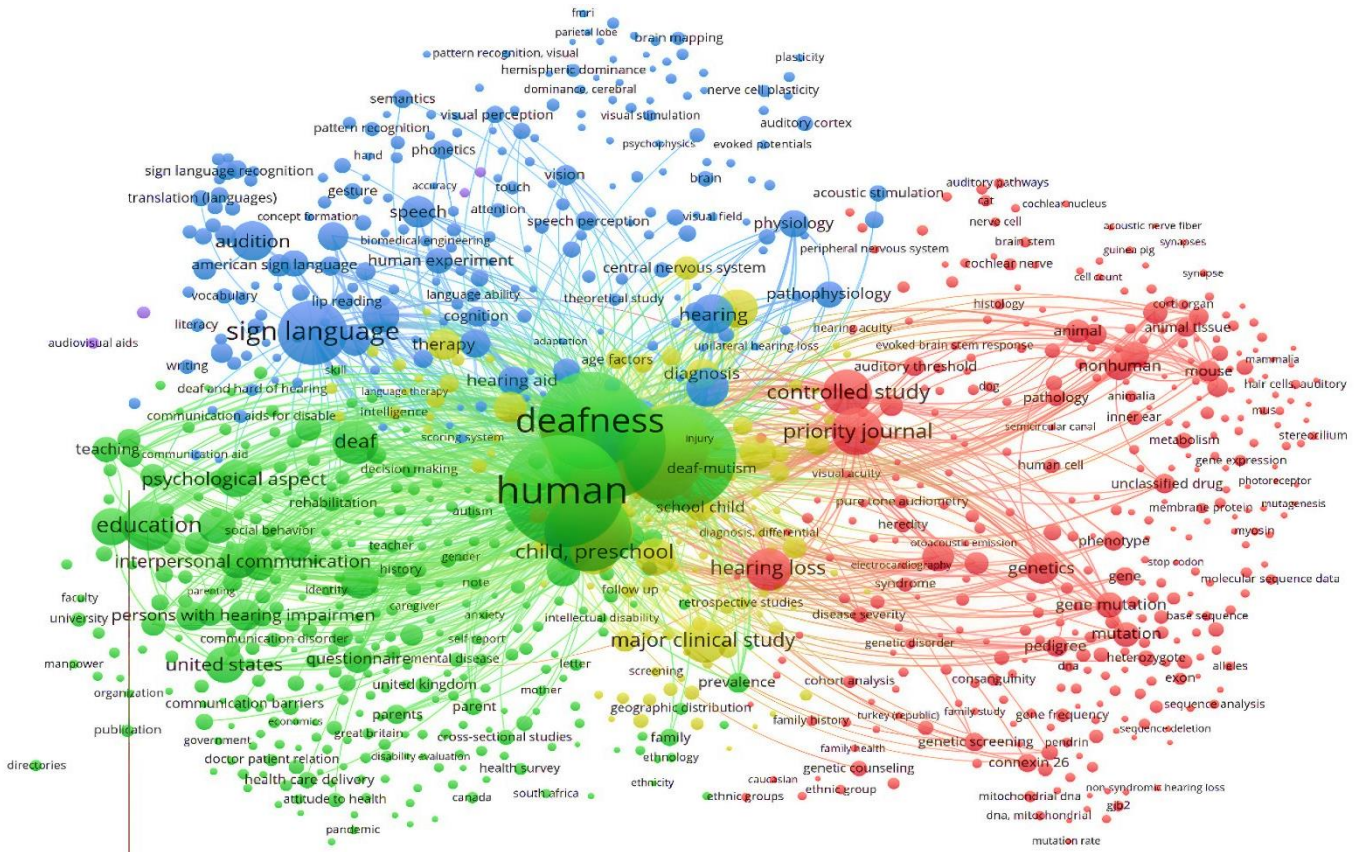 fmri
parietal lobe
brain mapping
pattern recognition, visual
plasticity
hemispheric dominance
dominance, cerebral
nerve cell plasticity
semantics
visual perception
visual stimulation
auditory cortex
pattern recognition
phonetics
psychophysics
evoked potentials
hand
sign language recognition
vision
brain
accuracy
touch
gesture
translation (languages)
acoustic stimulation
auditory pathways
cat
cochlear nucleus
concept formation
speech
attention
speech perception
visual field
physiology
nerve cell
acoustic nerve fiber
audition
biomedical engineering
peripheral nervous system
brain stem
synapses
guinea pig
american sign language
human experiment
central nervous system
cochlear nerve
cell count
synapse
vocabulary
lip reading
language ability
theoretical study
pathophysiology
histology
corti organ
literacy
sign language
cognition
hearing
hearing acuity
animal
animal tissue
audiovisual aids
therapy
adaptation
unilateral hearing loss
evoked brain stem response
writing
skill
age factors
auditory threshold
nonhuman
mouse
mammalia
deaf and hard of hearing
language therapy
hearing aid
diagnosis
dog
pathology
animalia
hair cells, auditory
controlled study
communication aids for disable
intelligence
deafness
inner ear
mus
teaching
deaf
scoring system
injury
priority journal
semicircular canal
stereocilium
communication aid
metabolism
decision making
deaf-mutism
human cell
gene expression
psychological aspect
visual acuity
unclassified drug
photoreceptor
rehabilitation
human
school child
pure tone audiometry
membrane protein
mutagenesis
education
social behavior
autism
diagnosis, differential
heredity
myosin
teacher
child, preschool
otoacoustic emission
phenotype
interpersonal communication
gender
hearing loss
electrocardiography
genetics
stop codon
history
note
syndrome
gene
molecular sequence data
parenting
identity
follow up
faculty
caregiver
retrospective studies
gene mutation
university
persons with hearing impairmen
anxiety
intellectual disability
disease severity
base sequence
communication disorder
self report
major clinical study
genetic disorder
mutation
pedigree
manpower
united states
questionnaire
mental disease
letter
screening
dna
heterozygote
alleles
organization
united kingdom
mother
prevalence
cohort analysis
consanguinity
exon
communication barriers
parents
parent
geographic distribution
sequence analysis
publication
economics
great britain
cross-sectional studies
family history
turkey (republic)
family study
gene frequency
sequence deletion
government
family
genetic screening
pendrin
doctor patient relation
disability evaluation
ethnology
family health
connexin 26
directories
health care delivery
health survey
ethnicity
caucasian
genetic counseling
non syndromic hearing loss
attitude to health
canada
south africa
ethnic groups
ethnic group
mitochondrial dna
gjb2
pandemic
dna, mitochondrial
mutation rate